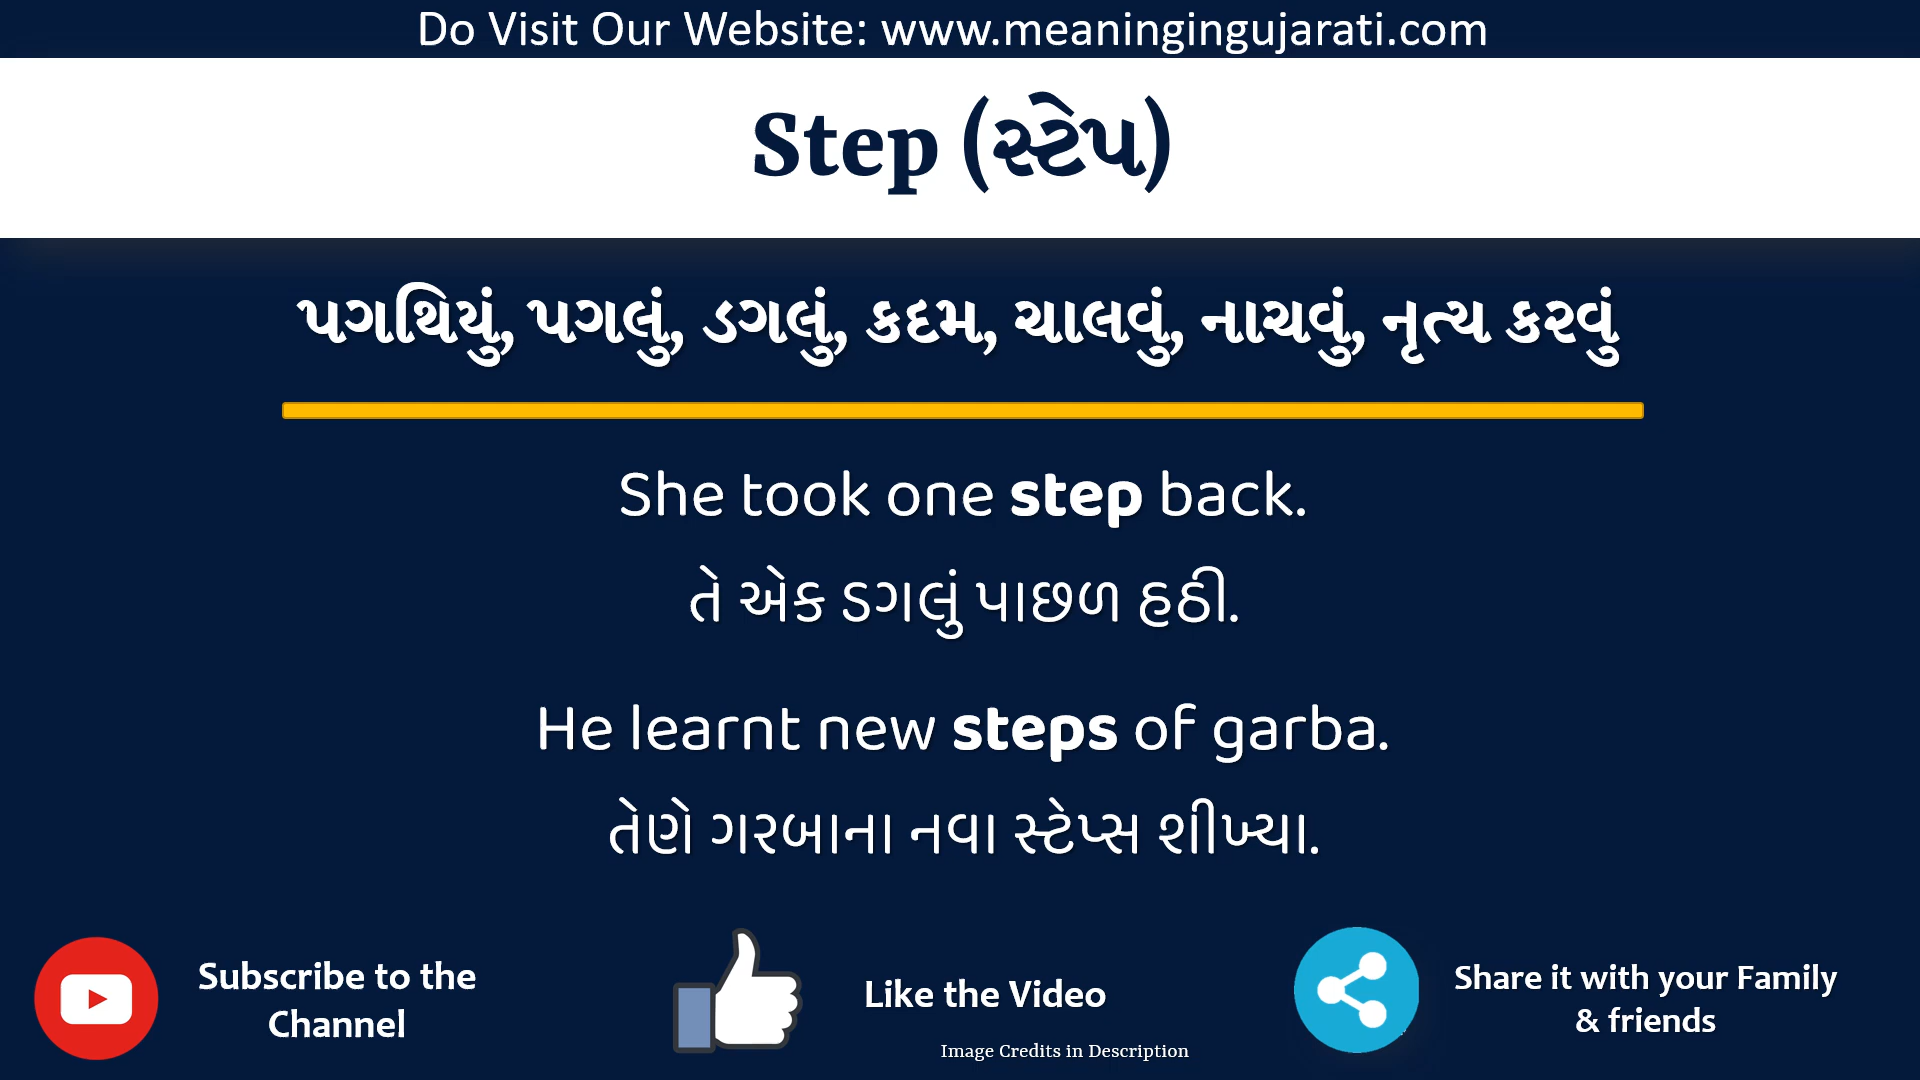 Do Visit Our Website: www.meaningingujarati.com
Step (સ્ટેપ)
પગથિયું, પગલું, ડગલું, કદમ, ચાલવું, નાચવું, નૃત્ય કરવું
She took one step back.
તે એક ડગલું પાછળ હઠી.
He learnt new steps of garba.
તેણે ગરબાના નવા સ્ટેપ્સ શીખ્યા.
Subscribe to the
Channel
Like the Video
Share it with your Family
& friends
Image Credits in Description